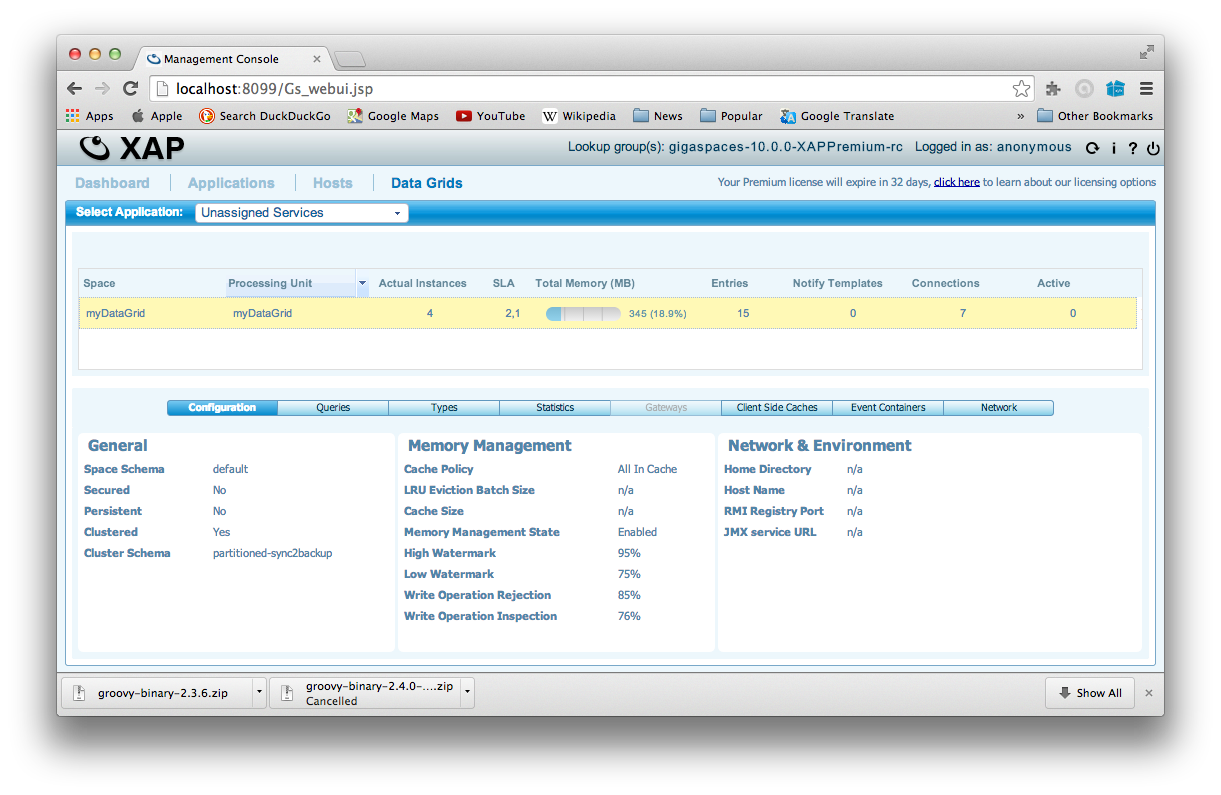 Management Console
localhost:8099/Gs_webui.jsp
Apps Apple Search DuckDuckGo Google Maps YouTube W Wikipedia News Popular Google Translate » Other Bookmarks
XAP Lookup group(s): gigaspaces-10.0.0-XAPPremium-rc Logged in as: anonymous i ?
Dashboard Applications Hosts Data Grids Your Premium license will expire in 32 days, click here to learn about our licensing options
Select Application: Unassigned Services
Space Processing Unit Actual Instances SLA Total Memory (MB) Entries Notify Templates Connections Active
myDataGrid myDataGrid 4 2,1 345 (18.9%) 15 0 7 0
Configuration Queries Types Statistics Gateways Client Side Caches Event Containers Network
General
Space Schema default
Secured No
Persistent No
Clustered Yes
Cluster Schema partitioned-sync2backup
Memory Management
Cache Policy All In Cache
LRU Eviction Batch Size n/a
Cache Size n/a
Memory Management State Enabled
High Watermark 95%
Low Watermark 75%
Write Operation Rejection 85%
Write Operation Inspection 76%
Network & Environment
Home Directory n/a
Host Name n/a
RMI Registry Port n/a
JMX service URL n/a
groovy-binary-2.3.6.zip
groovy-binary-2.4.0-....zip
Cancelled
Show All